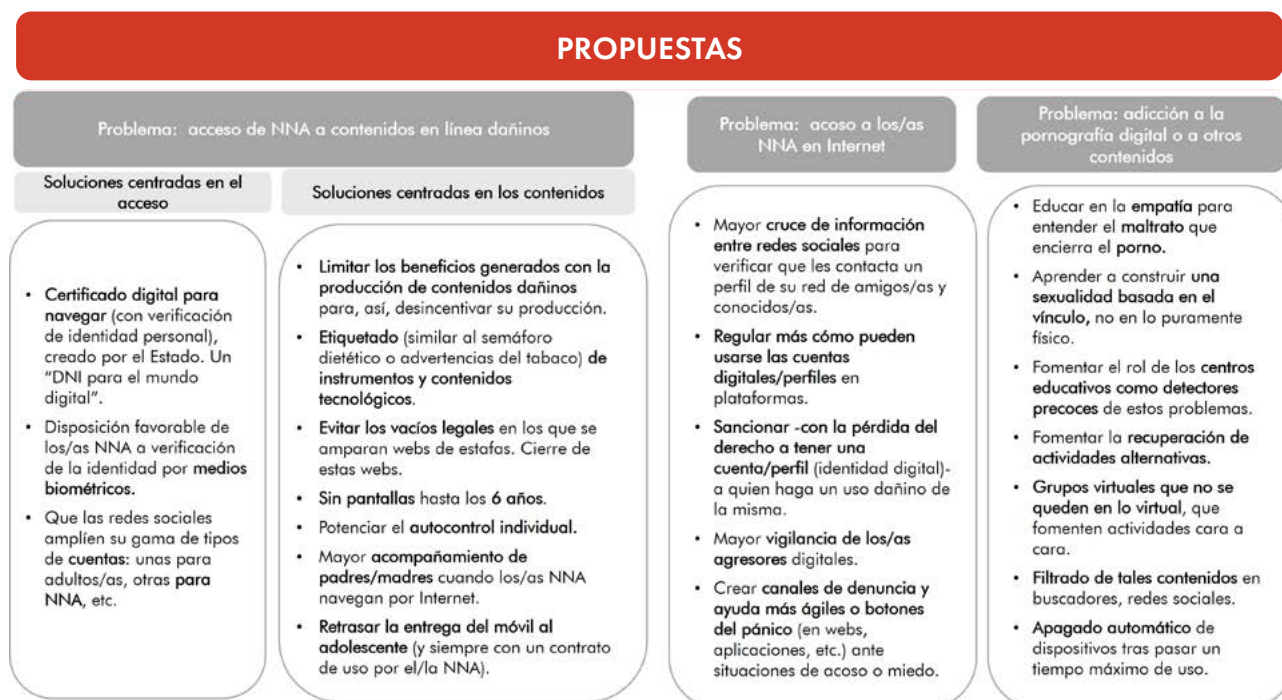 PROPUESTAS
Problema: acceso de NNA a contenidos en línea dañinos
Soluciones centradas en el
acceso
• Certificado digital para
navegar (con verificación
de identidad personal),
creado por el Estado. Un
“DNI para el mundo
digital”.
• Disposición favorable de
los/as NNA a verificación
de la identidad por medios
biométricos.
• Que las redes sociales
amplíen su gama de tipos
de cuentas: unas para
adultos/as, otras para
NNA, etc.
Soluciones centradas en los contenidos
• Limitar los beneficios generados con la
producción de contenidos dañinos
para, así, desincentivar su producción.
• Etiquetado (similar al semáforo
dietético o advertencias del tabaco) de
instrumentos y contenidos
tecnológicos.
• Evitar los vacíos legales en los que se
amparan webs de estafas. Cierre de
estas webs.
• Sin pantallas hasta los 6 años.
• Potenciar el autocontrol individual.
• Mayor acompañamiento de
padres/madres cuando los/as NNA
navegan por Internet.
• Retrasar la entrega del móvil al
adolescente (y siempre con un contrato
de uso por el/la NNA).
Problema: acoso a los/as
NNA en Internet
• Mayor cruce de información
entre redes sociales para
verificar que les contacta un
perfil de su red de amigos/as y
conocidos/as.
• Regular más cómo pueden
usarse las cuentas
digitales/perfiles en
plataformas.
• Sancionar -con la pérdida del
derecho a tener una
cuenta/perfil (identidad digital)-
a quien haga un uso dañino de
la misma.
• Mayor vigilancia de los/as
agresores digitales.
• Crear canales de denuncia y
ayuda más ágiles o botones
del pánico (en webs,
aplicaciones, etc.) ante
situaciones de acoso o miedo.
Problema: adicción a la
pornografía digital o a otros
contenidos
• Educar en la empatía para
entender el maltrato que
encierra el porno.
• Aprender a construir una
sexualidad basada en el
vínculo, no en lo puramente
físico.
• Fomentar el rol de los centros
educativos como detectores
precoces de estos problemas.
• Fomentar la recuperación de
actividades alternativas.
• Grupos virtuales que no se
queden en lo virtual, que
fomenten actividades cara a
cara.
• Filtrado de tales contenidos en
buscadores, redes sociales.
• Apagado automático de
dispositivos tras pasar un
tiempo máximo de uso.